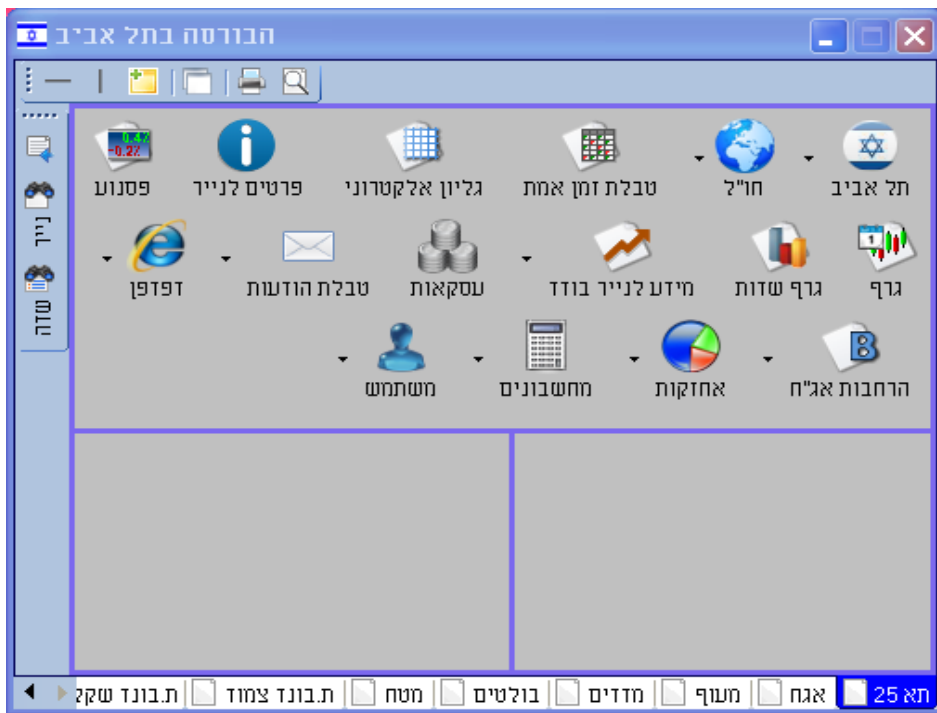 הבורסה בתל אביב
תל אביב
חו"ל
טבלת זמן אמת
גליון אלקטרוני
פרטים לנייר
0.4%
-0.2%
פסנוע
1
גרף
גרף שדות
מידע לנייר בודד
עסקאות
טבלת הודעות
דפדפן
B
הרחבות אג"ח
אחזקות
מחשבונים
משתמש
נייר
שדה
תא 25
אגח
מעוף
מדדים
בולטים
מטח
ת.בונד צמוד
ת.בונד שקל